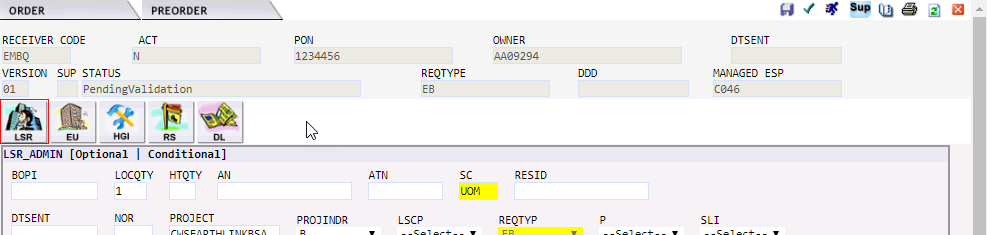 ORDER PREORDER
Sup
RECEIVER CODE ACT PON OWNER DTSENT
EMBQ N 1234456 AA09294
VERSION SUP STATUS REQTYPE DDD MANAGED ESP
01 PendingValidation EB C046
LSR EU HGI RS DL
LSR_ADMIN [Optional | Conditional]
BOPI LOCQTY HTQTY AN ATN SC RESID
1 UOM
DTSENT NOR PROJECT PROJINDR LSCP REQTYP P SLI
CWSEARTHLINKBSA B --Select-- EB --Select-- --Select--